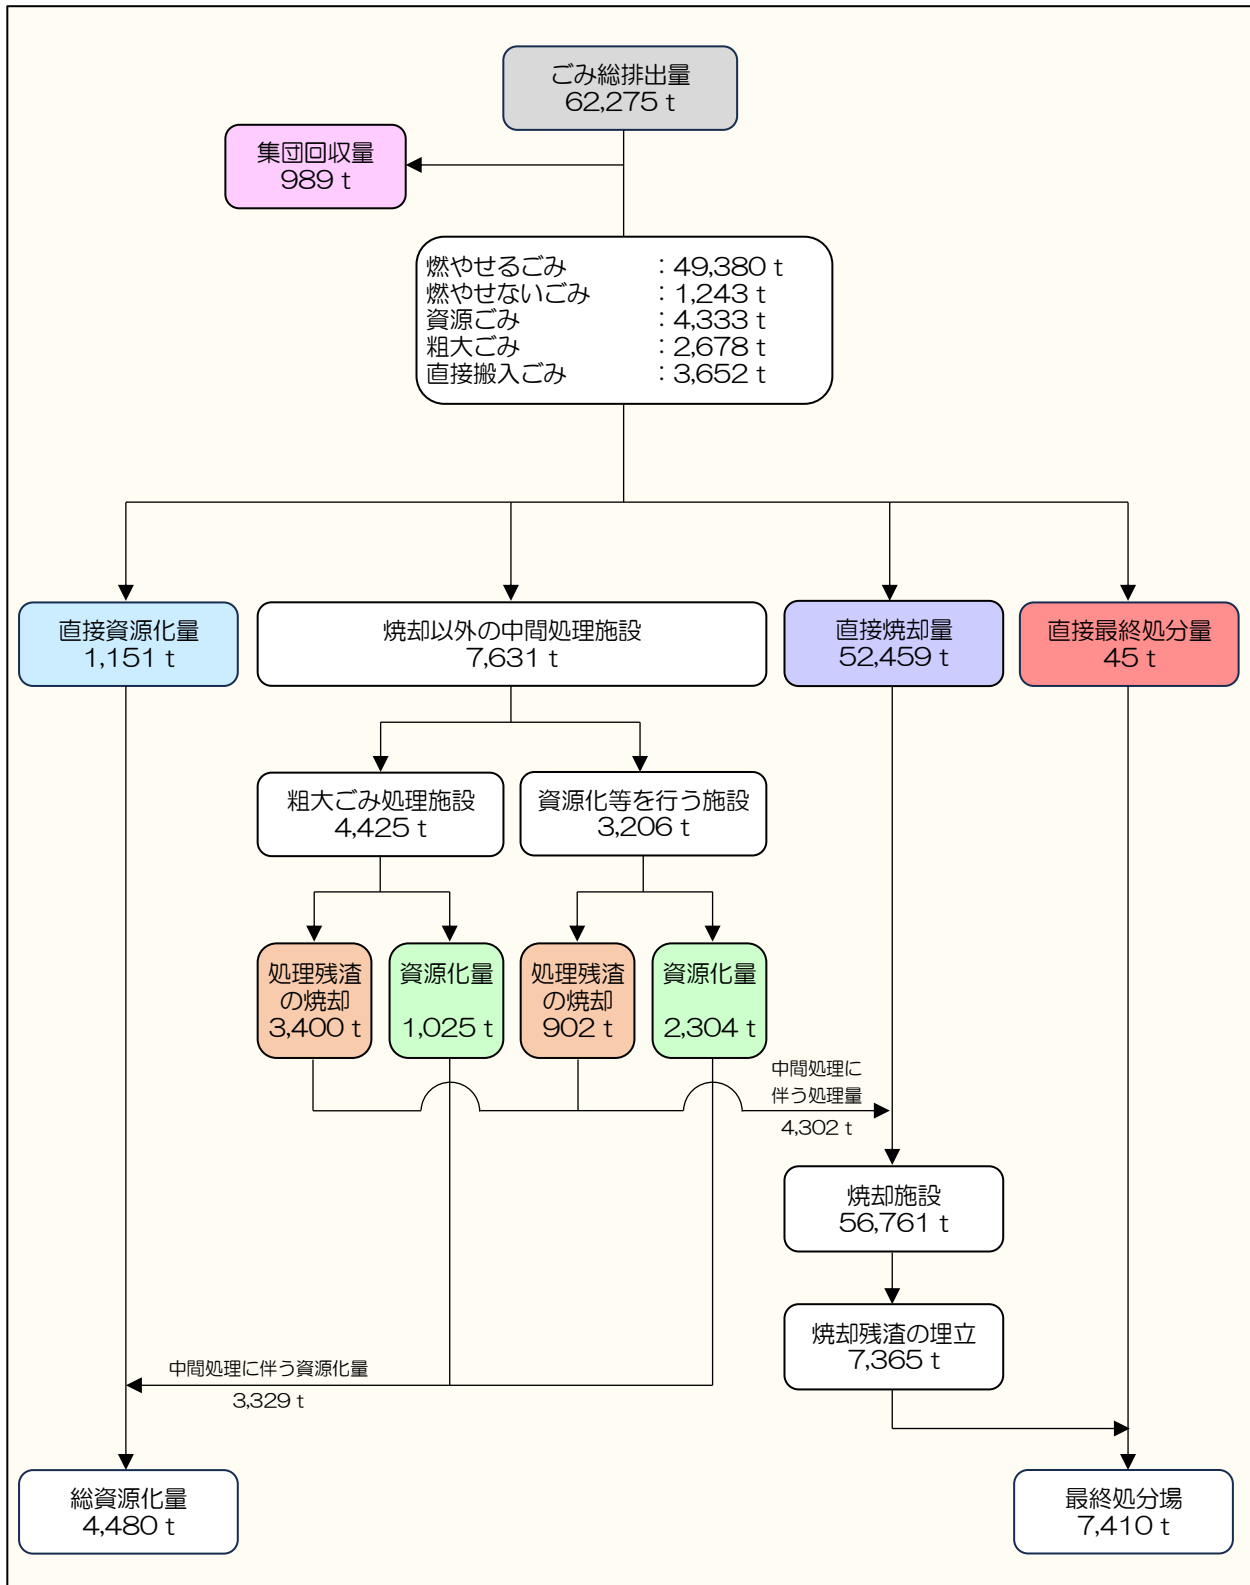 ごみ総排出量
62,275 t
集団回収量
989 t
燃やせるごみ ：49,380 t
燃やせないごみ ：1,243 t
資源ごみ ：4,333 t
粗大ごみ ：2,678 t
直接搬入ごみ ：3,652 t
直接資源化量
1,151 t
焼却以外の中間処理施設
7,631 t
直接焼却量
52,459 t
直接最終処分量
45 t
粗大ごみ処理施設
4,425 t
資源化等を行う施設
3,206 t
処理残渣
の焼却
3,400 t
資源化量
1,025 t
処理残渣
の焼却
902 t
資源化量
2,304 t
中間処理に
伴う処理量
4,302 t
焼却施設
56,761 t
焼却残渣の埋立
7,365 t
中間処理に伴う資源化量
3,329 t
総資源化量
4,480 t
最終処分場
7,410 t